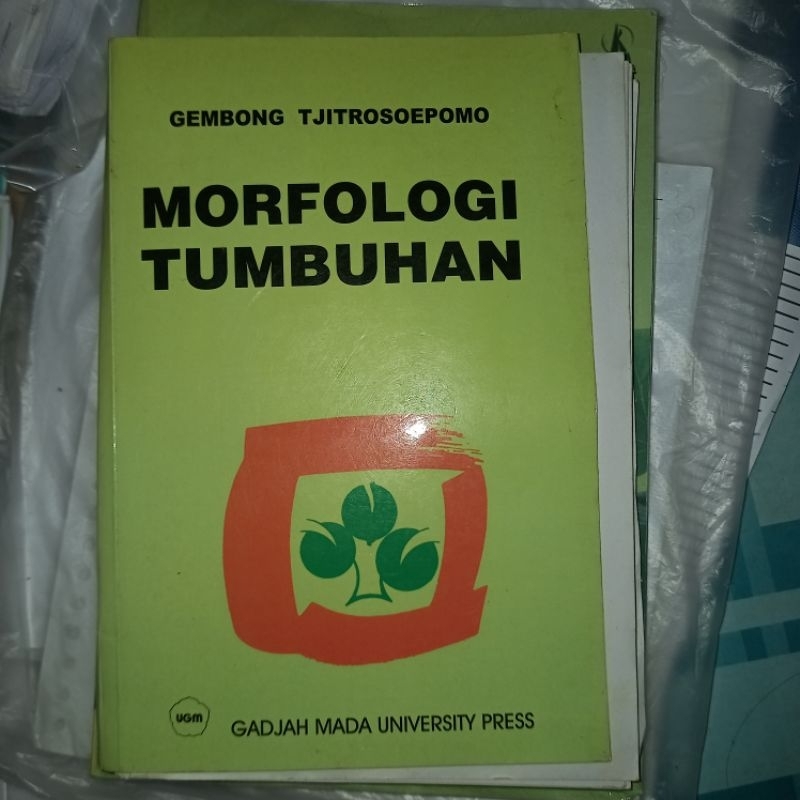 GEMBONG TJITROSOEPOMO
MORFOLOGI
TUMBUHAN
UGM
GADJAH MADA UNIVERSITY PRESS